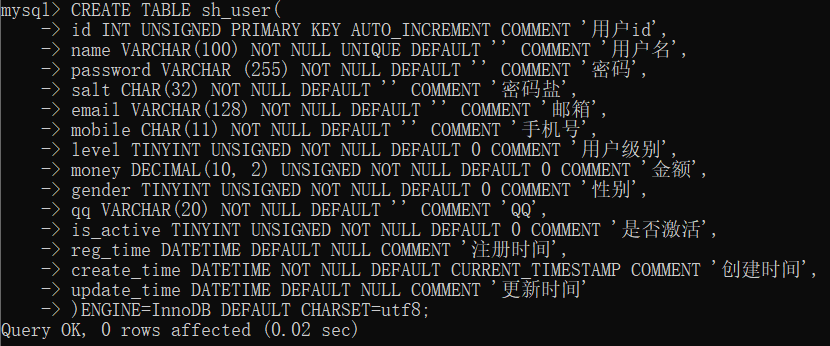 mysql> CREATE TABLE sh_user(
    -> id INT UNSIGNED PRIMARY KEY AUTO_INCREMENT COMMENT '用户id',
    -> name VARCHAR(100) NOT NULL UNIQUE DEFAULT '' COMMENT '用户名',
    -> password VARCHAR (255) NOT NULL DEFAULT '' COMMENT '密码',
    -> salt CHAR(32) NOT NULL DEFAULT '' COMMENT '密码盐',
    -> email VARCHAR(128) NOT NULL DEFAULT '' COMMENT '邮箱',
    -> mobile CHAR(11) NOT NULL DEFAULT '' COMMENT '手机号',
    -> level TINYINT UNSIGNED NOT NULL DEFAULT 0 COMMENT '用户级别',
    -> money DECIMAL(10, 2) UNSIGNED NOT NULL DEFAULT 0 COMMENT '金额',
    -> gender TINYINT UNSIGNED NOT NULL DEFAULT 0 COMMENT '性别',
    -> qq VARCHAR(20) NOT NULL DEFAULT '' COMMENT 'QQ',
    -> is_active TINYINT UNSIGNED NOT NULL DEFAULT 0 COMMENT '是否激活',
    -> reg_time DATETIME DEFAULT NULL COMMENT '注册时间',
    -> create_time DATETIME NOT NULL DEFAULT CURRENT_TIMESTAMP COMMENT '创建时间',
    -> update_time DATETIME DEFAULT NULL COMMENT '更新时间'
    -> )ENGINE=InnoDB DEFAULT CHARSET=utf8;
Query OK, 0 rows affected (0.02 sec)